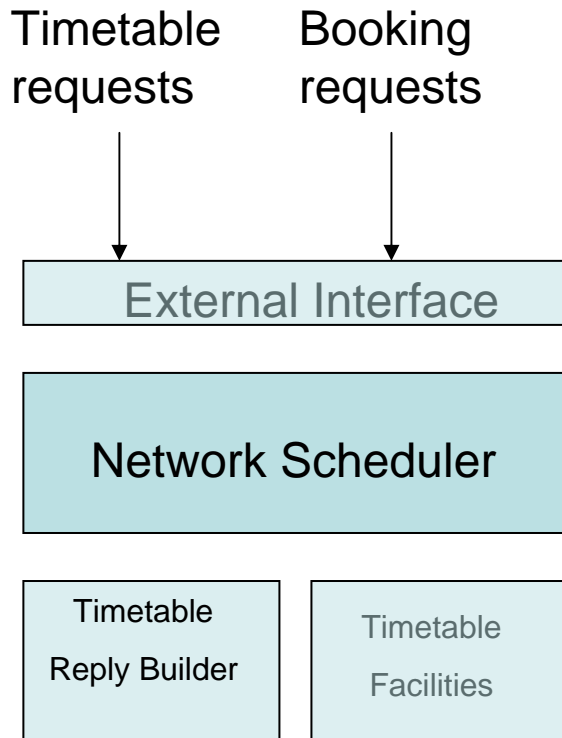 Timetable
requests
Booking
requests
External Interface
Network Scheduler
Timetable
Reply Builder
Timetable
Facilities